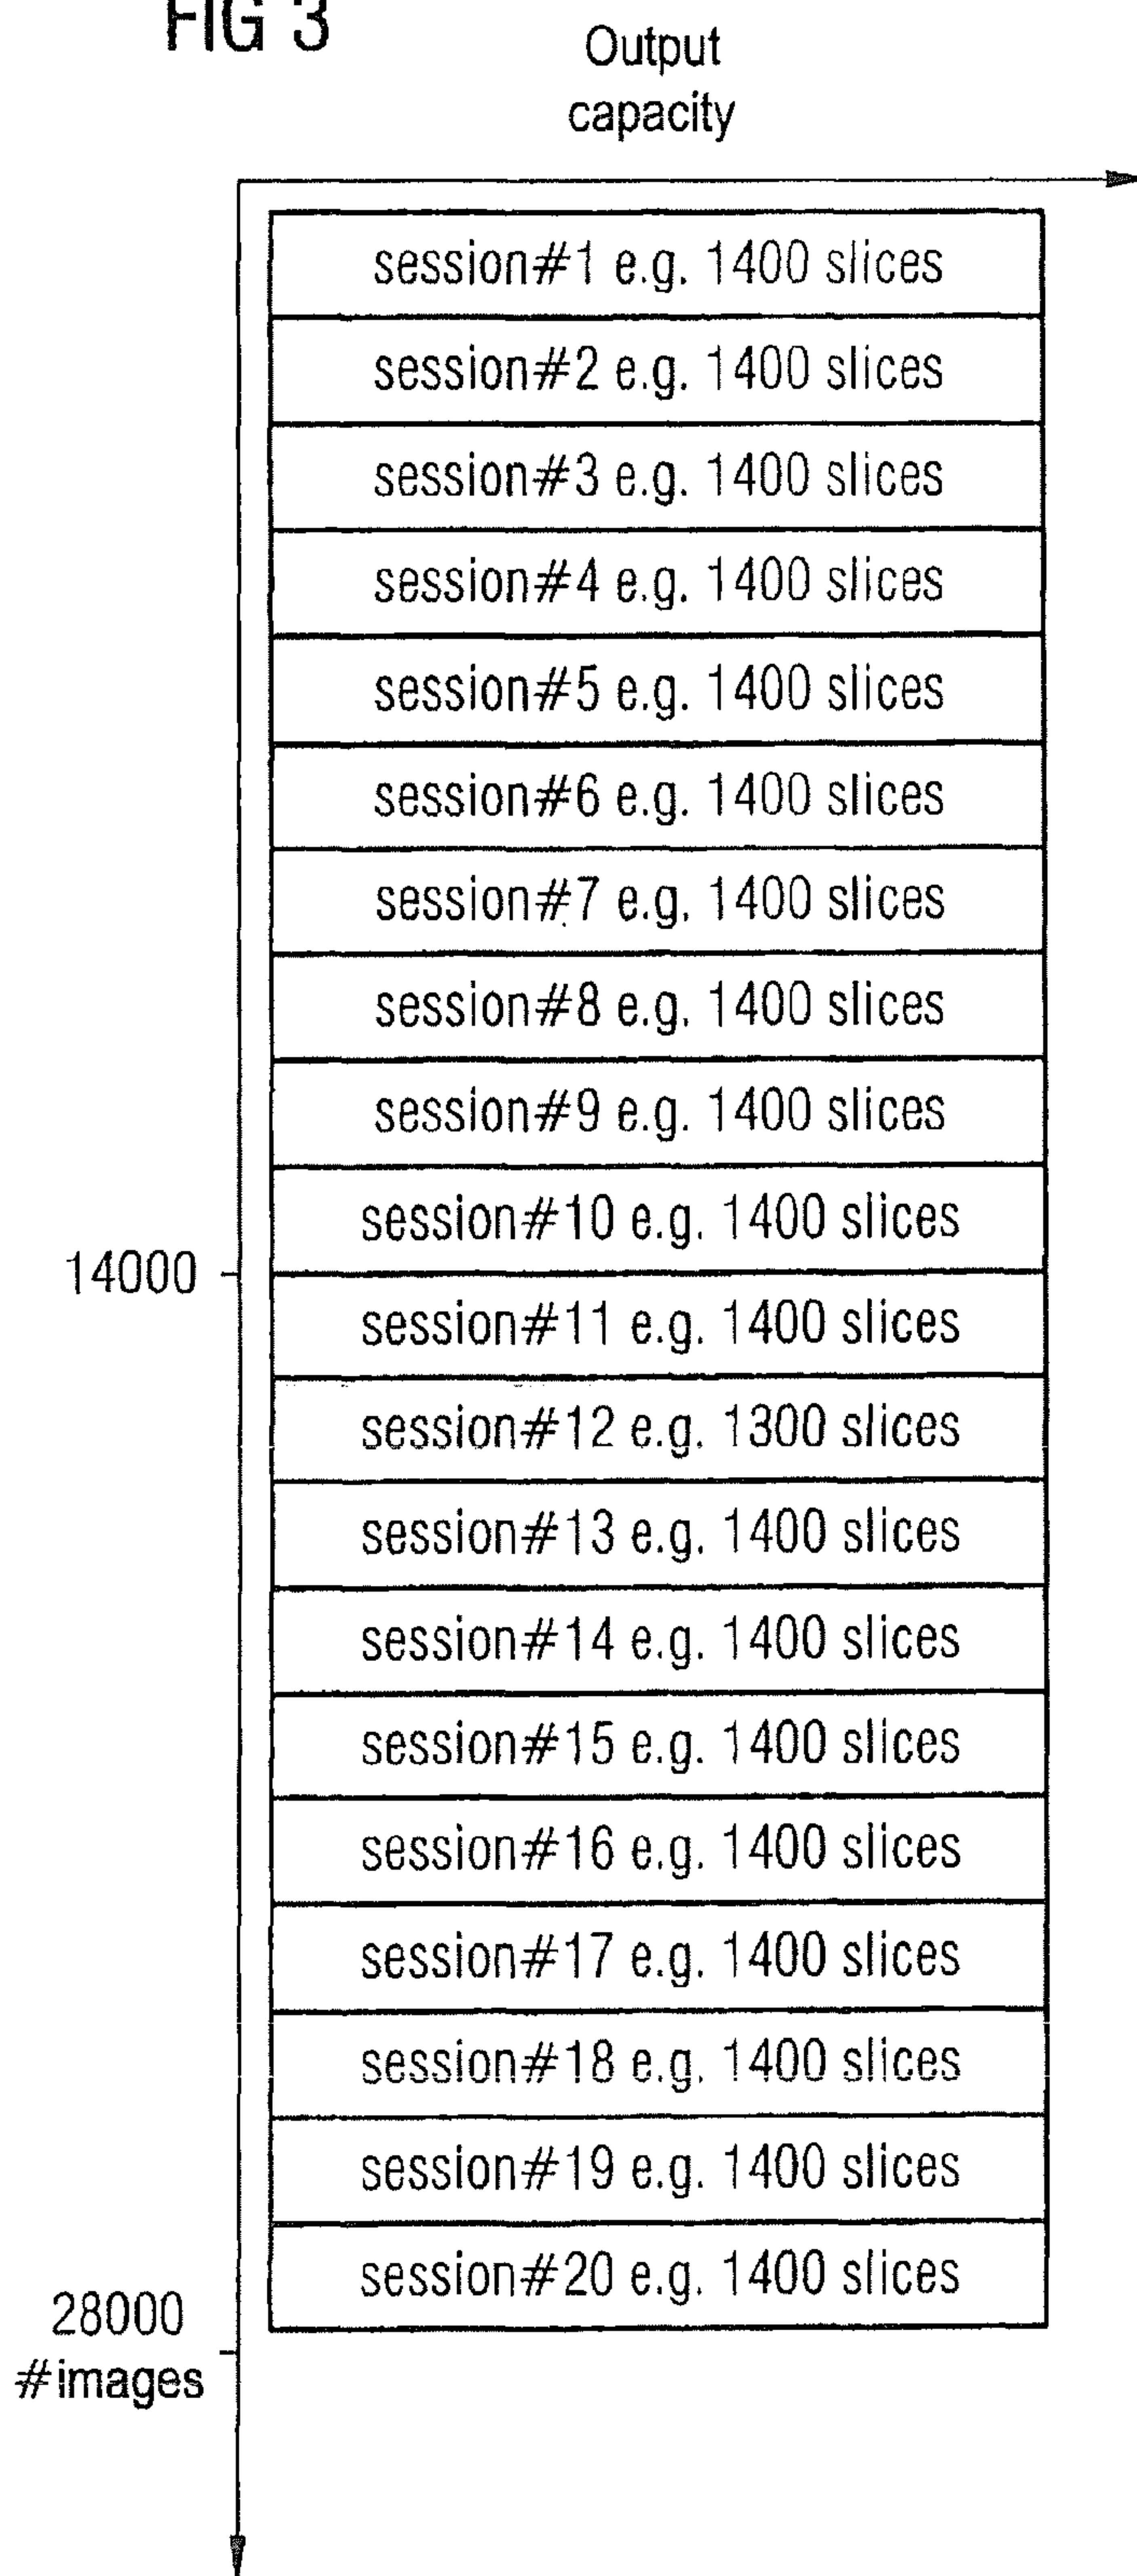 FIG 3
Output
capacity
session#1 e.g. 1400 slices
session#2 e.g. 1400 slices
session#3 e.g. 1400 slices
session#4 e.g. 1400 slices
session#5 e.g. 1400 slices
session#6 e.g. 1400 slices
session#7 e.g. 1400 slices
session#8 e.g. 1400 slices
session#9 e.g. 1400 slices
session#10 e.g. 1400 slices
14000
session#11 e.g. 1400 slices
session#12 e.g. 1300 slices
session#13 e.g. 1400 slices
session#14 e.g. 1400 slices
session#15 e.g. 1400 slices
session#16 e.g. 1400 slices
session#17 e.g. 1400 slices
session#18 e.g. 1400 slices
session#19 e.g. 1400 slices
session#20 e.g. 1400 slices
28000
#images